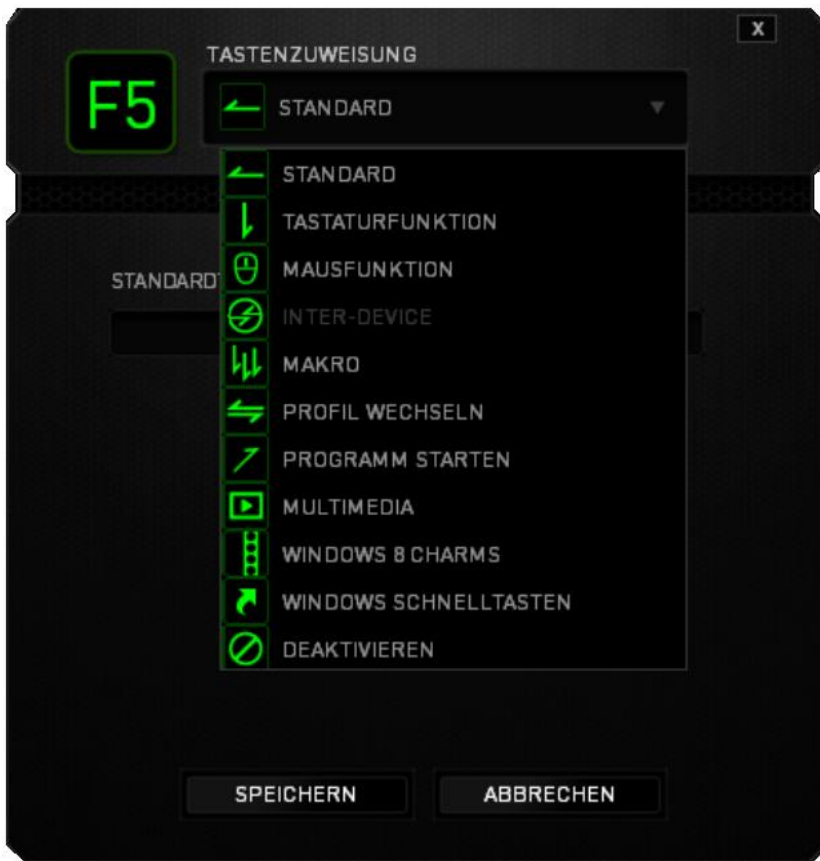 X
TASTENZUWEISUNG
F5
STANDARD
STANDARD
TASTATURFUNKTION
MAUSFUNKTION
STANDARD
INTER-DEVICE
MAKRO
PROFIL WECHSELN
PROGRAMM STARTEN
MULTIMEDIA
WINDOWS 8 CHARMS
WINDOWS SCHNELLTASTEN
DEAKTIVIEREN
SPEICHERN
ABBRECHEN